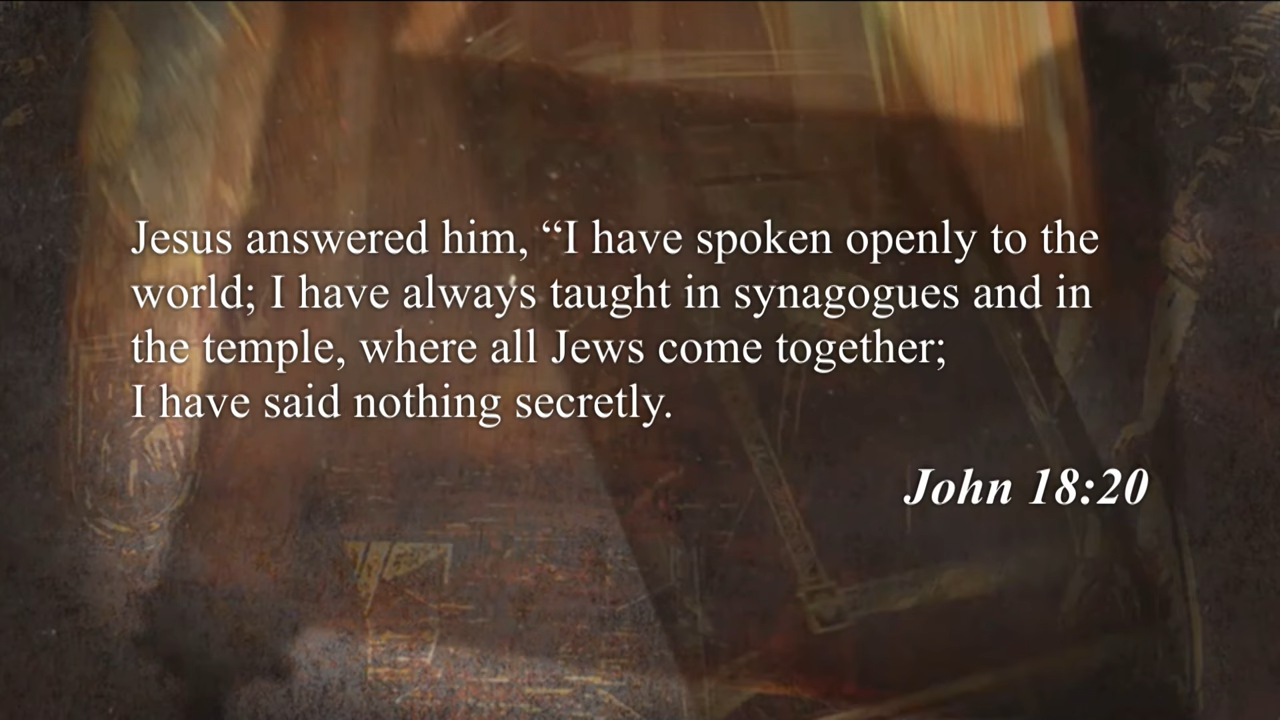 Jesus answered him, “I have spoken openly to the
world; I have always taught in synagogues and in
the temple, where all Jews come together;
I have said nothing secretly.
John 18:20